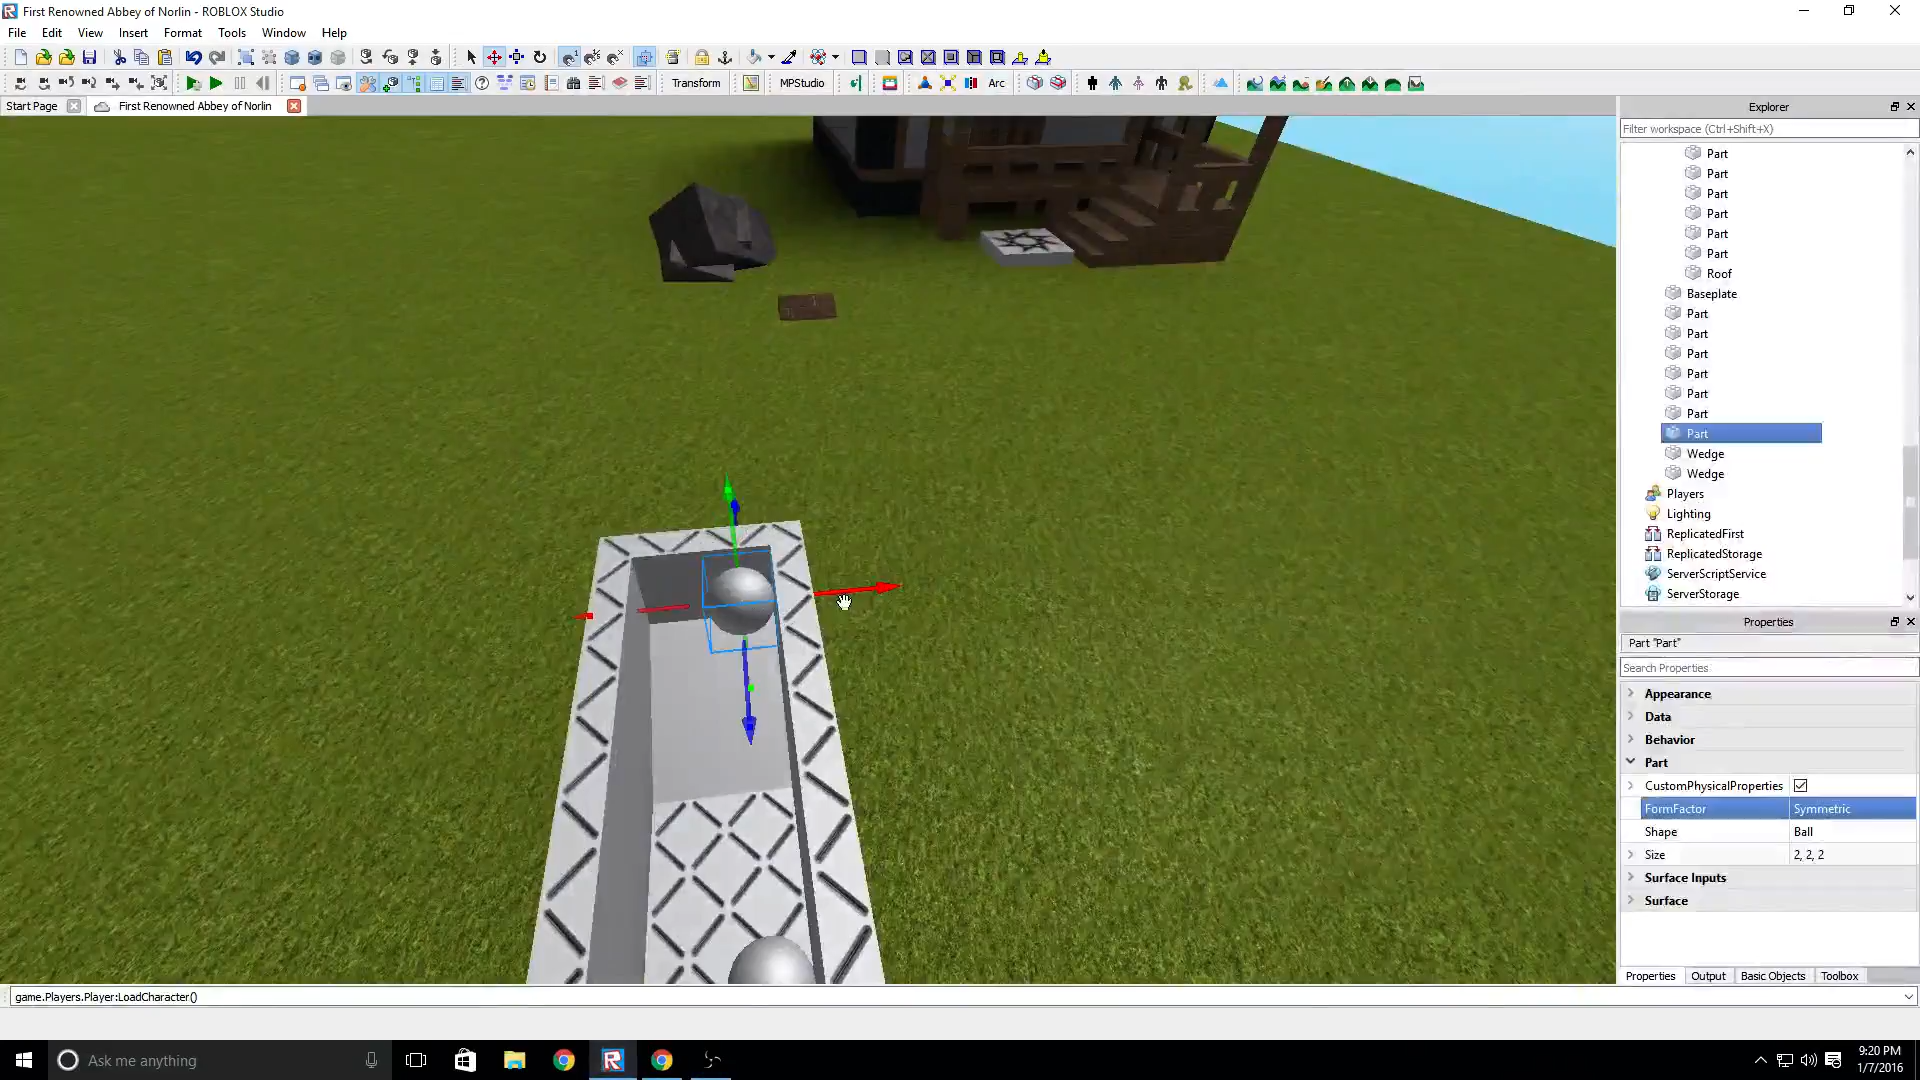 First Renowned Abbey of Norlin - ROBLOX Studio
File Edit View Insert Format Tools Window Help
Transform MPStudio Arc
Start Page First Renowned Abbey of Norlin
Explorer
Filter workspace (Ctrl+Shift+X)
Part
Part
Part
Part
Part
Part
Roof
Baseplate
Part
Part
Part
Part
Part
Part
Part
Wedge
Wedge
Players
Lighting
ReplicatedFirst
ReplicatedStorage
ServerScriptService
ServerStorage
Properties
Part "Part"
Search Properties
Appearance
Data
Behavior
Part
CustomPhysicalProperties
FormFactor Symmetric
Shape Ball
Size 2, 2, 2
Surface Inputs
Surface
Properties Output Basic Objects Toolbox
game.Players.Player:LoadCharacter()
Ask me anything
9:20 PM
1/7/2016